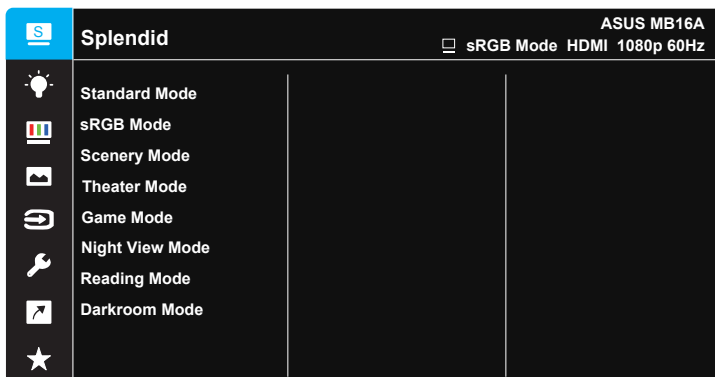 S
Splendid
ASUS MB16A
sRGB Mode HDMI 1080p 60Hz
Standard Mode
sRGB Mode
Scenery Mode
Theater Mode
Game Mode
Night View Mode
Reading Mode
Darkroom Mode